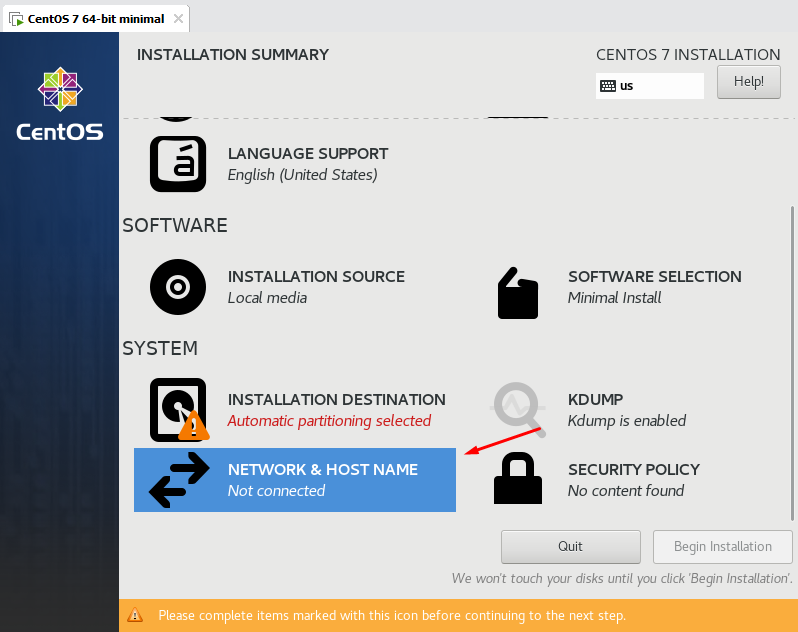 CentOS 7 64-bit minimal
CentOS
INSTALLATION SUMMARY
CENTOS 7 INSTALLATION
us
Help!
LANGUAGE SUPPORT
English (United States)
SOFTWARE
INSTALLATION SOURCE
Local media
SOFTWARE SELECTION
Minimal Install
SYSTEM
INSTALLATION DESTINATION
Automatic partitioning selected
KDUMP
Kdump is enabled
NETWORK & HOST NAME
Not connected
SECURITY POLICY
No content found
Quit
Begin Installation
We won't touch your disks until you click 'Begin Installation'.
Please complete items marked with this icon before continuing to the next step.